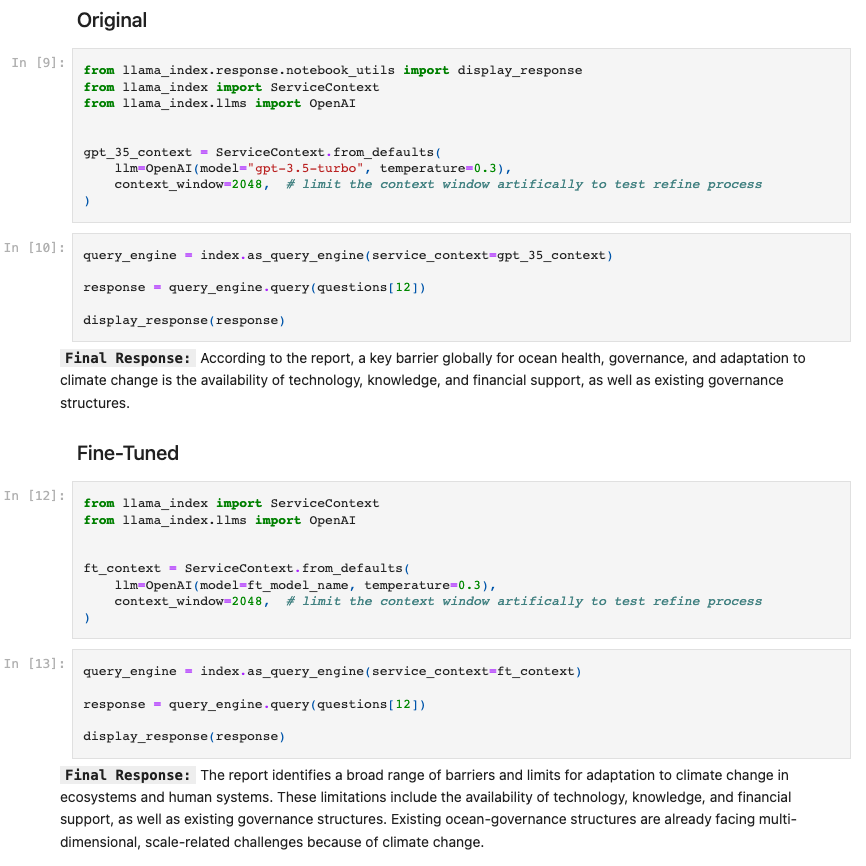 Original
In [9]:
from llama_index.response.notebook_utils import display_response
from llama_index import ServiceContext
from llama_index.llms import OpenAI
gpt_35_context = ServiceContext.from_defaults(
    llm=OpenAI(model="gpt-3.5-turbo", temperature=0.3),
    context_window=2048,  # limit the context window artifically to test refine process
)
In [10]:
query_engine = index.as_query_engine(service_context=gpt_35_context)
response = query_engine.query(questions[12])
display_response(response)
Final Response: According to the report, a key barrier globally for ocean health, governance, and adaptation to
climate change is the availability of technology, knowledge, and financial support, as well as existing governance
structures.
Fine-Tuned
In [12]:
from llama_index import ServiceContext
from llama_index.llms import OpenAI
ft_context = ServiceContext.from_defaults(
    llm=OpenAI(model=ft_model_name, temperature=0.3),
    context_window=2048,  # limit the context window artifically to test refine process
)
In [13]:
query_engine = index.as_query_engine(service_context=ft_context)
response = query_engine.query(questions[12])
display_response(response)
Final Response: The report identifies a broad range of barriers and limits for adaptation to climate change in
ecosystems and human systems. These limitations include the availability of technology, knowledge, and financial
support, as well as existing governance structures. Existing ocean-governance structures are already facing multi-
dimensional, scale-related challenges because of climate change.